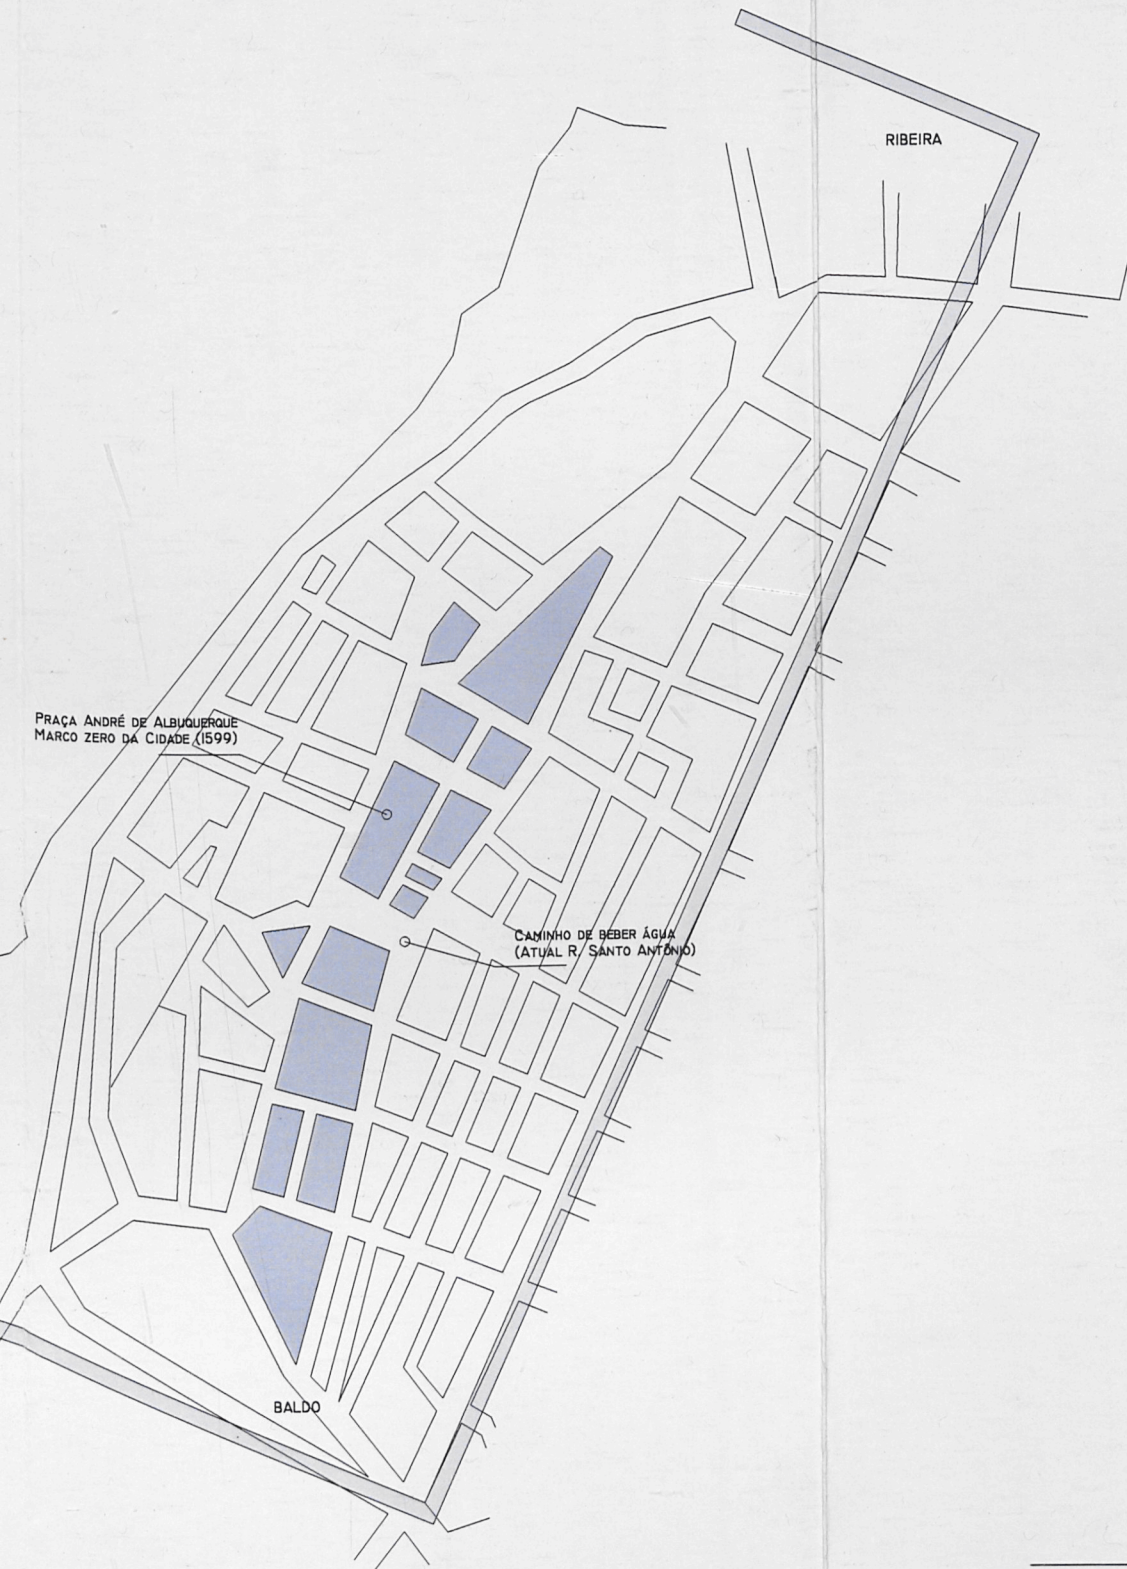 RIBEIRA
PRAÇA ANDRÉ DE ALBUQUERQUE
MARCO ZERO DA CIDADE (1599)
CAMINHO DE BEBER ÁGUA
(ATUAL R. SANTO ANTÔNIO)
BALDO